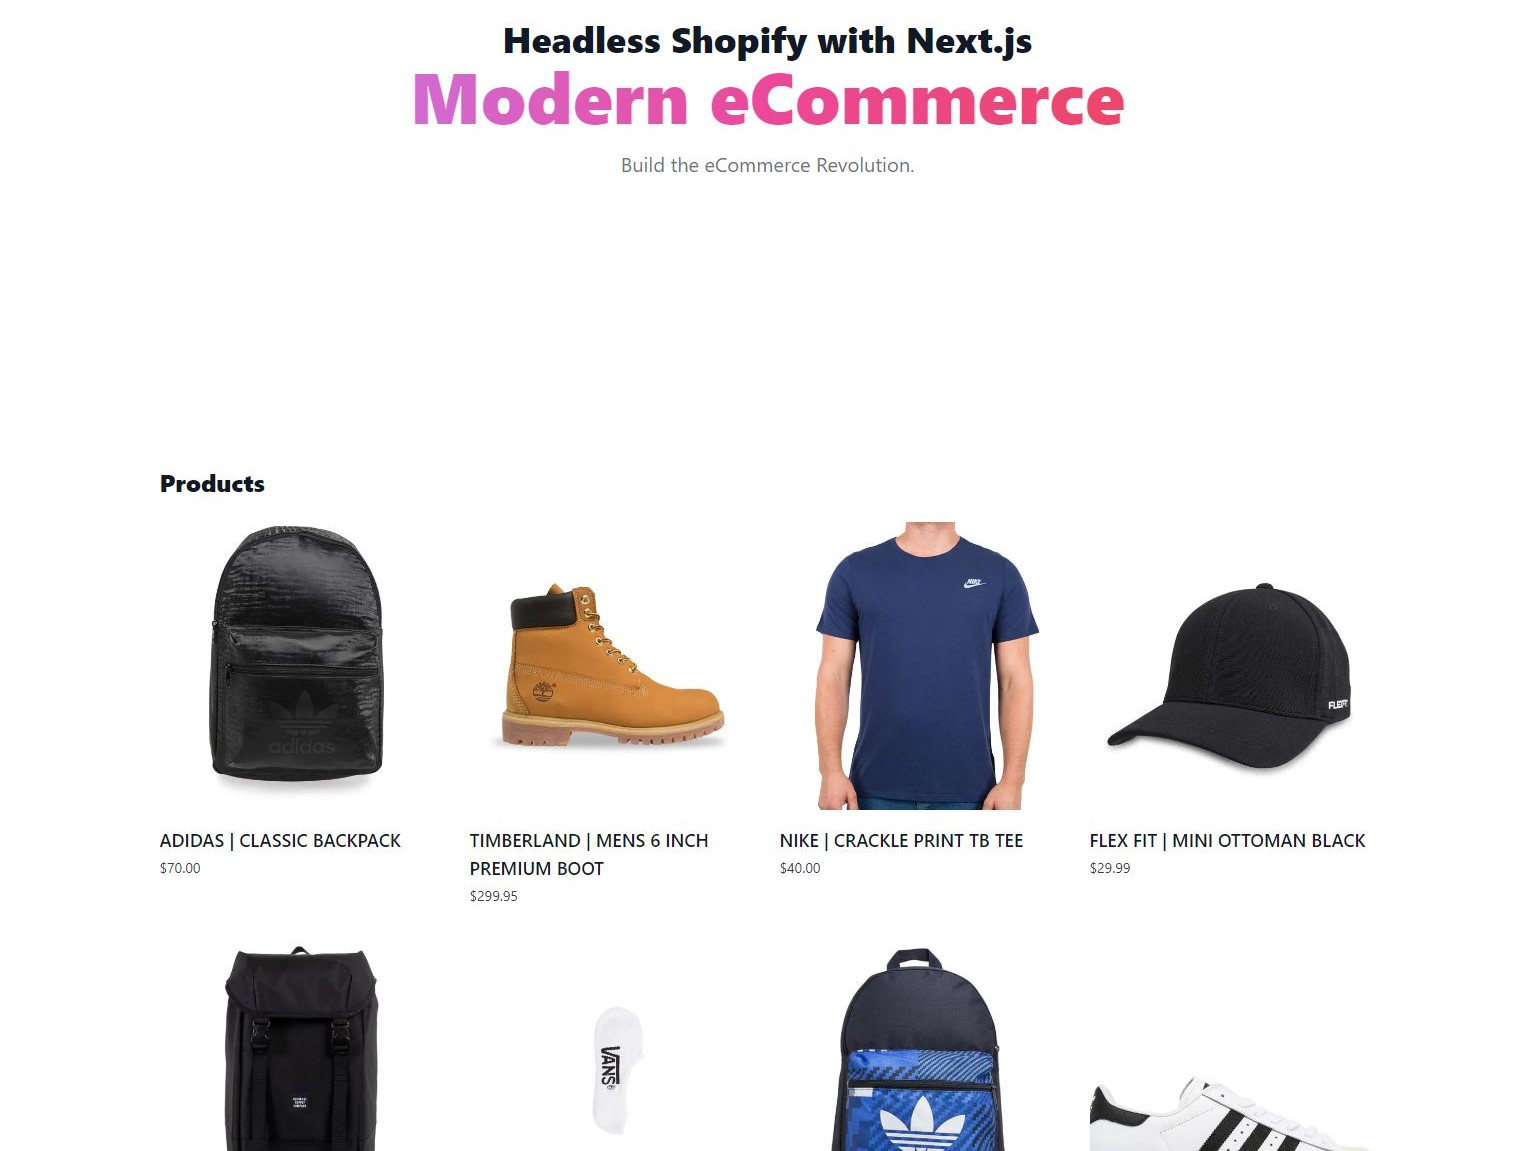 Headless Shopify with Next.js
Modern eCommerce
Build the eCommerce Revolution.
Products
adidas
NIKE
FLEXFIT
ADIDAS | CLASSIC BACKPACK
$70.00
TIMBERLAND | MENS 6 INCH
PREMIUM BOOT
$299.95
NIKE | CRACKLE PRINT TB TEE
$40.00
FLEX FIT | MINI OTTOMAN BLACK
$29.99
VANS